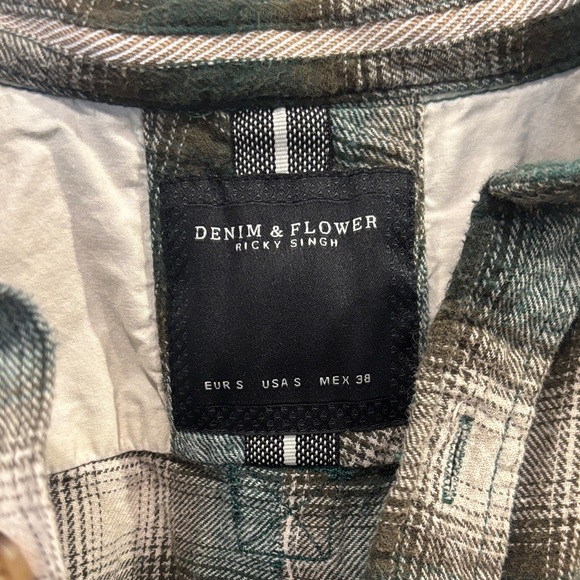 DENIM & FLOWER
RICKY SINGH
EUR S USA S MEX 38